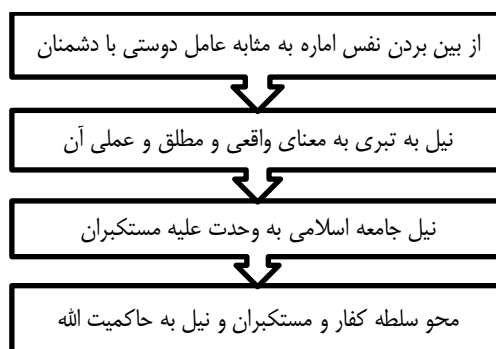 از بین بردن نفس اماره به مثابه عامل دوستی با دشمنان
نیل به تبری به معنای واقعی و مطلق و عملی آن
نیل جامعه اسلامی به وحدت علیه مستکبران
محو سلطه کفار و مستکبران و نیل به حاکمیت الله